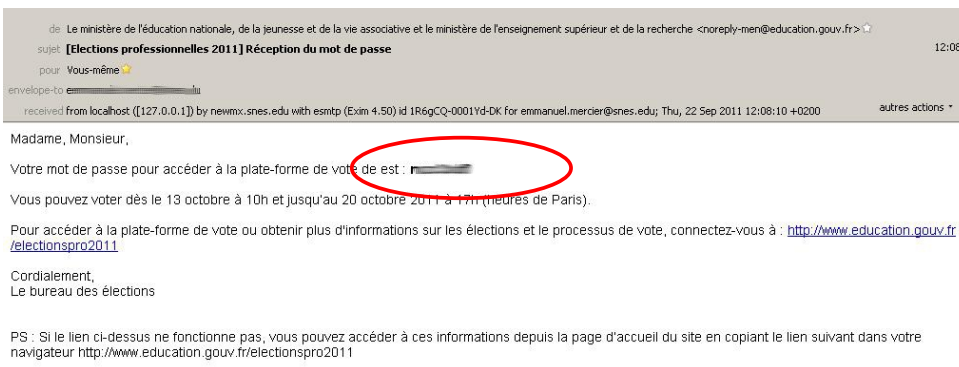 de Le ministère de l'éducation nationale, de la jeunesse et de la vie associative et le ministère de l'enseignement supérieur et de la recherche <noreply-men@education.gouv.fr>
sujet [Elections professionnelles 2011] Réception du mot de passe 12:08
pour Vous-même
envelope-to
received from localhost ([127.0.0.1]) by newmx.snes.edu with esmtp (Exim 4.50) id 1R6gCQ-0001Yd-DK for emmanuel.mercier@snes.edu; Thu, 22 Sep 2011 12:08:10 +0200 autres actions
Madame, Monsieur,
Votre mot de passe pour accéder à la plate-forme de vote de est :
Vous pouvez voter dès le 13 octobre à 10h et jusqu'au 20 octobre 2011 à 17h (heures de Paris).
Pour accéder à la plate-forme de vote ou obtenir plus d'informations sur les élections et le processus de vote, connectez-vous à : http://www.education.gouv.fr
/electionspro2011
Cordialement,
Le bureau des élections
PS : Si le lien ci-dessus ne fonctionne pas, vous pouvez accéder à ces informations depuis la page d'accueil du site en copiant le lien suivant dans votre
navigateur http://www.education.gouv.fr/electionspro2011